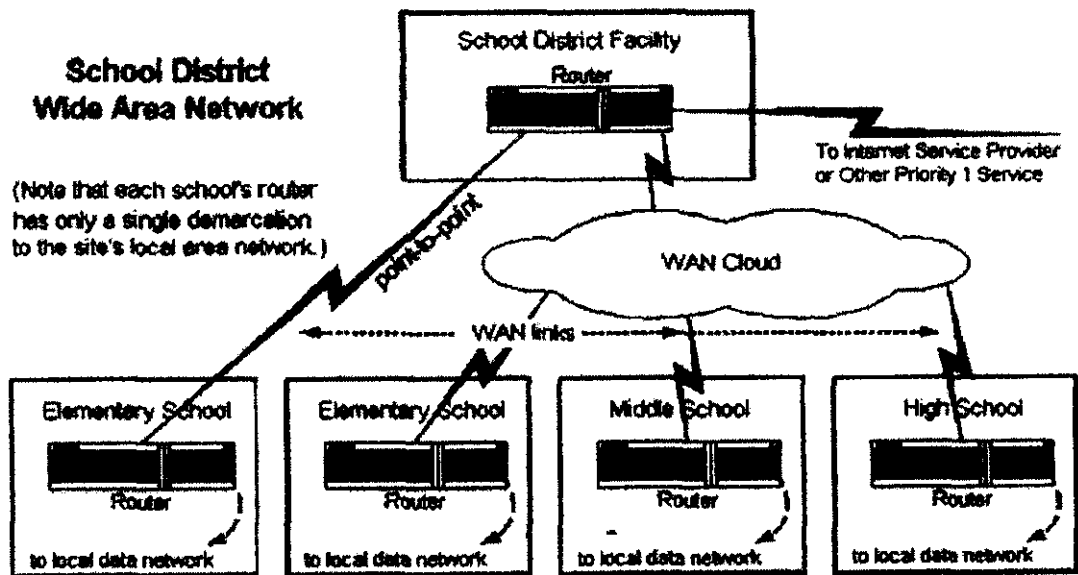 School District
Wide Area Network
(Note that each school's router
has only a single demarcation
to the site's local area network.)
School District Facility
Router
To Internet Service Provider
or Other Priority 1 Service
point-to-point
WAN Cloud
WAN links
Elementary School
Router
to local data network
Elementary School
Router
to local data network
Middle School
Router
to local data network
High School
Router
to local data network